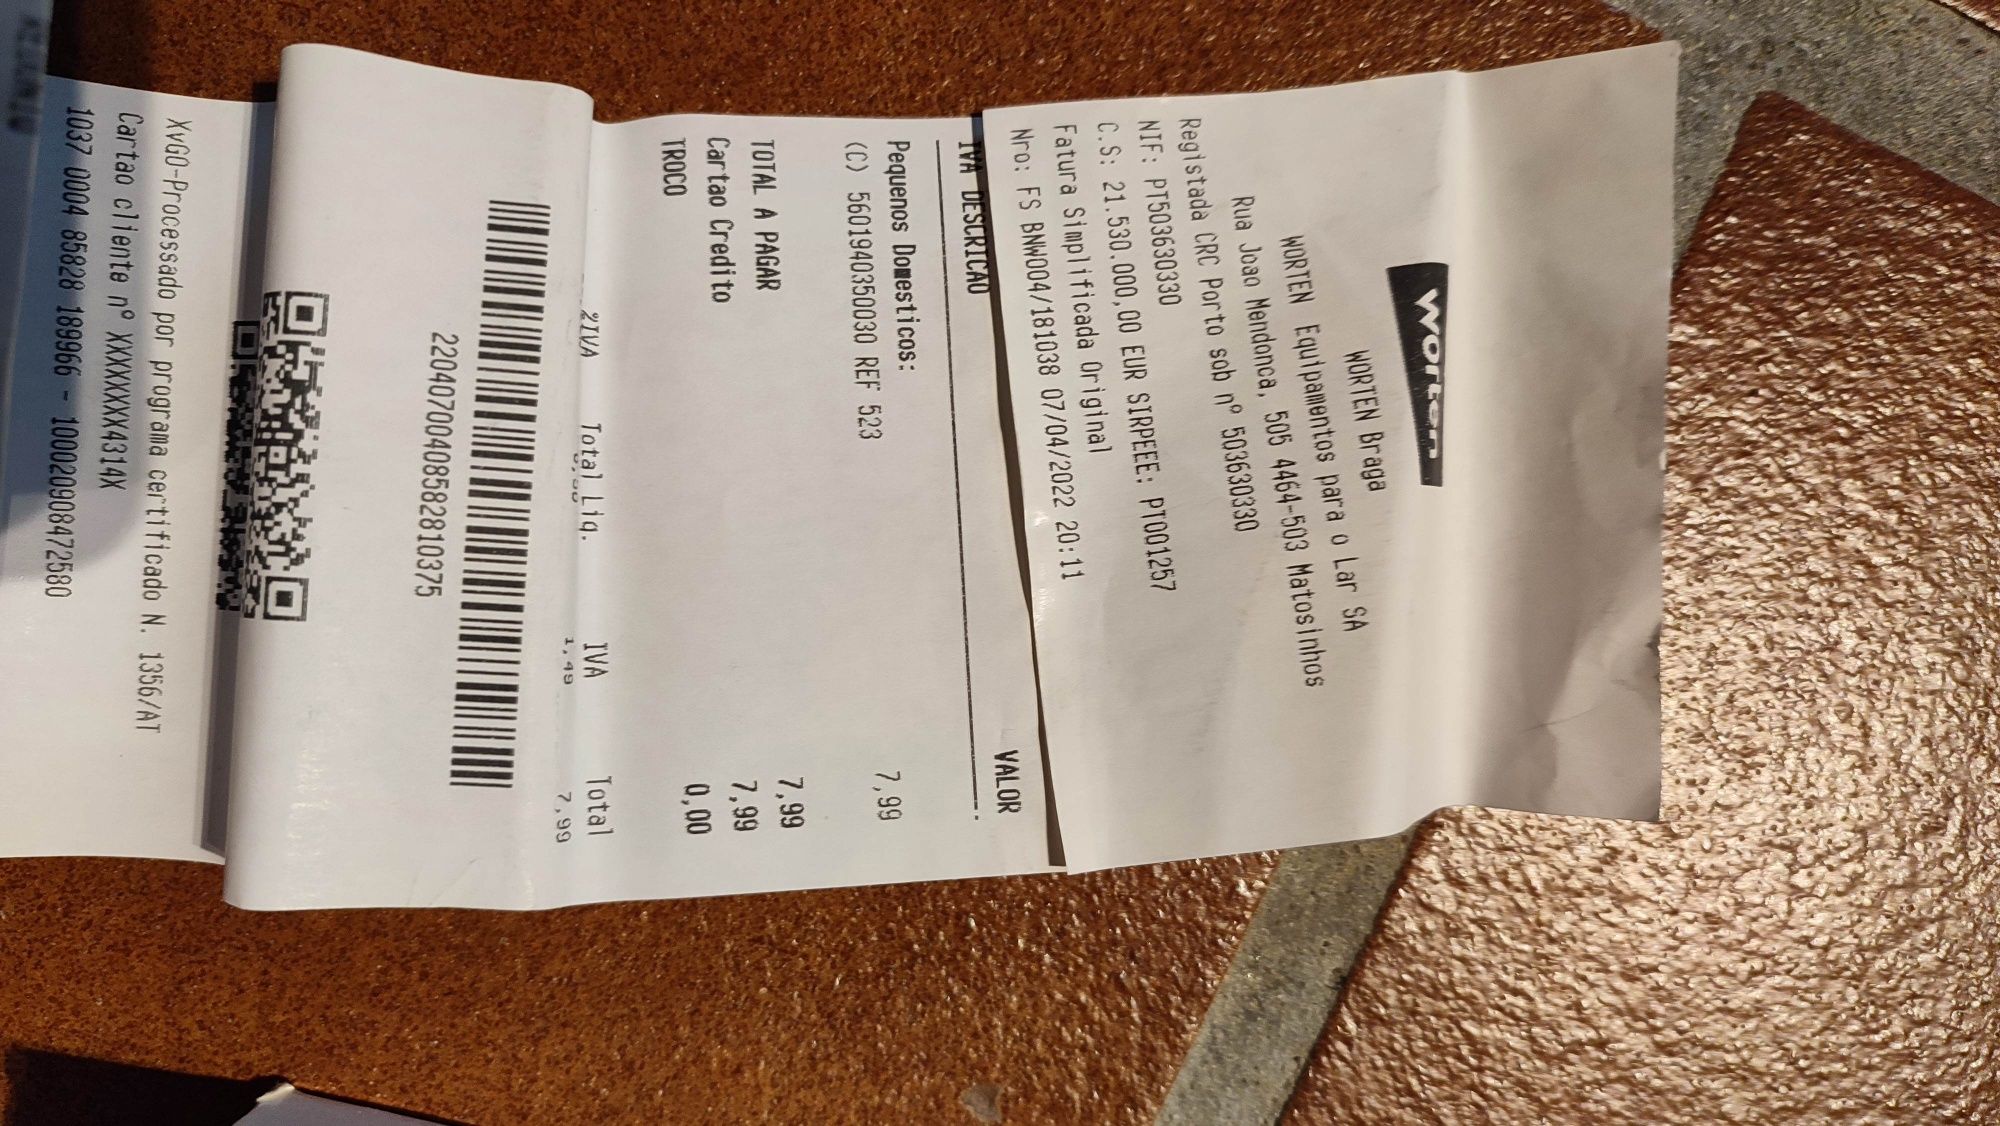 Worten
WORTEN Braga
WORTEN Equipamentos para o Lar SA
Rua Joao Mendonca, 505 4464-503 Matosinhos
Registada CRC Porto sob nº 503630330
NIF: PT503630330
C.S: 21.530.000,00 EUR SIRPEEE: PT001257
Fatura Simplificada Original
Nro: FS BNW004/181038 07/04/2022 20:11
IVA DESCRICAO VALOR
Pequenos Domesticos:
(C) 5601940350030 REF 523 7,99
TOTAL A PAGAR 7,99
Cartao Credito 7,99
TROCO 0,00
%IVA Total Liq. IVA Total
1,49 7,99
22040700408582810375
XvGO-Processado por programa certificado N. 1356/AT
Cartao cliente nº XXXXXXXXX4314X
1037 0004 85828 189966 - 10002090847258​0